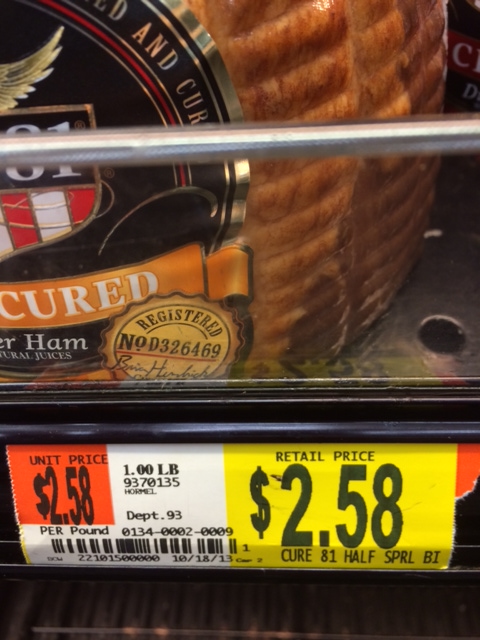 ED AND CUR
81
CURED
er Ham
URAL JUICES
REGISTERED
NO D326469
UNIT PRICE
$2.58
PER Pound
1.00 LB
9370135
HORMEL
Dept.93
0134-0002-0009
22101500000 10/18/13
1
RETAIL PRICE
$2.58
CURE 81 HALF SPRL BI